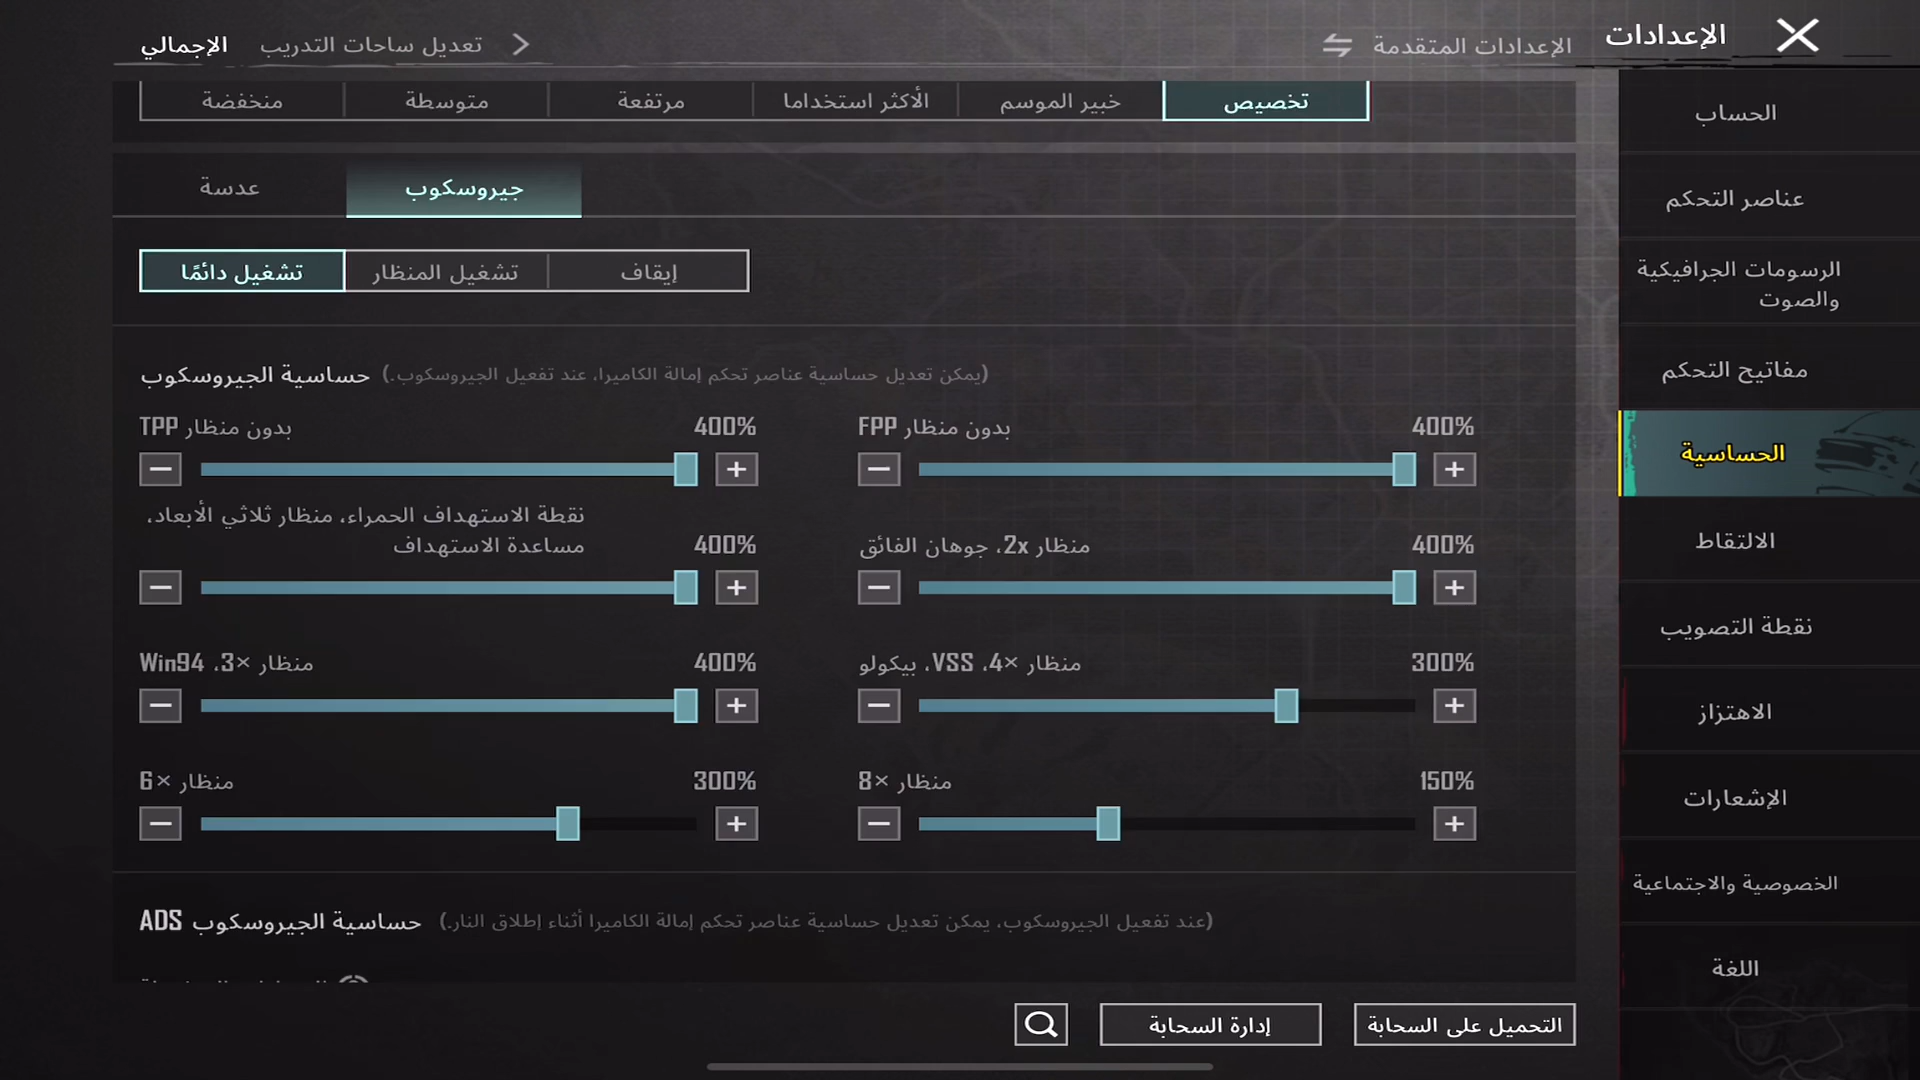 الإعدادات
الإعدادات المتقدمة
تعديل ساحات التدريب
الإجمالي
تخصيص
خبير الموسم
الأكثر استخداما
مرتفعة
متوسطة
منخفضة
جيروسكوب
عدسة
تشغيل دائمًا
تشغيل المنظار
إيقاف
حساسية الجيروسكوب (يمكن تعديل حساسية عناصر تحكم إمالة الكاميرا، عند تفعيل الجيروسكوب.)
بدون منظار TPP
400%
بدون منظار FPP
400%
نقطة الاستهداف الحمراء، منظار ثلاثي الأبعاد،
مساعدة الاستهداف
400%
منظار 2x، جوهان الفائق
400%
منظار ×3، Win94
400%
منظار ×4، VSS، بيكولو
300%
منظار ×6
300%
منظار ×8
150%
حساسية الجيروسكوب ADS (عند تفعيل الجيروسكوب، يمكن تعديل حساسية عناصر تحكم إمالة الكاميرا أثناء إطلاق النار.)
إدارة السحابة
التحميل على السحابة
الحساب
عناصر التحكم
الرسومات الجرافيكية
والصوت
مفاتيح التحكم
الحساسية
الالتقاط
نقطة التصويب
الاهتزاز
الإشعارات
الخصوصية والاجتماعية
اللغة